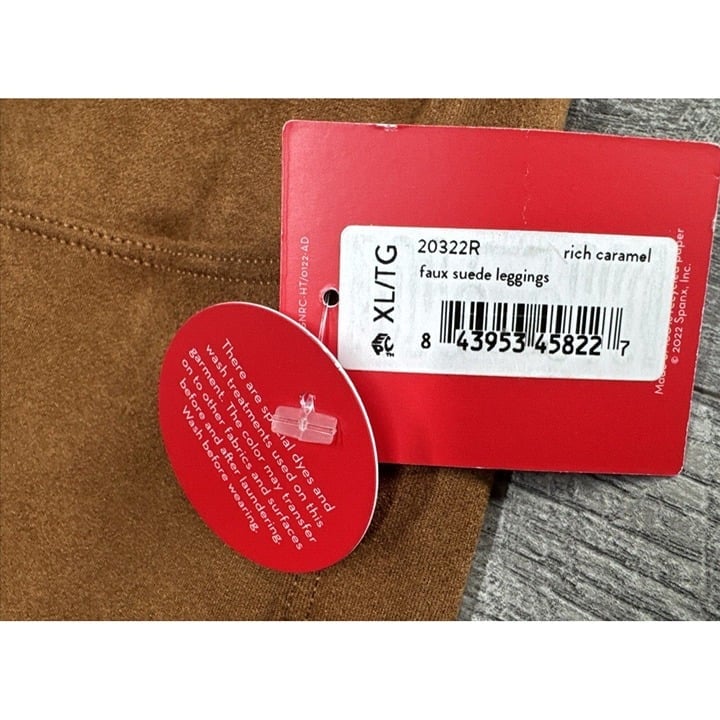 20322R
rich caramel
faux suede leggings
XL/TG
8 43953 45822 7
recycled paper
© 2022 Spanx, Inc.
There are special dyes and
wash treatments used on this
garment. The color may transfer
on to other fabrics and surfaces
before and after laundering.
Wash before wearing.